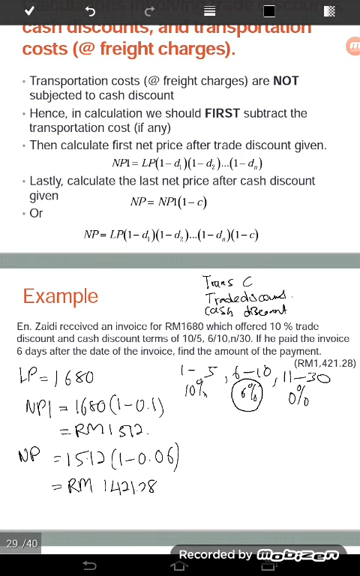 cash discounts, and transportation
costs (@ freight charges).
• Transportation costs (@ freight charges) are NOT
subjected to cash discount
• Hence, in calculation we should FIRST subtract the
transportation cost (if any)
• Then calculate first net price after trade discount given.
NP1 = LP(1−d₁)(1−d₂)...(1−dₙ)
• Lastly, calculate the last net price after cash discount
given
NP = NP1(1−c)
• Or
NP = LP(1−d₁)(1−d₂)...(1−dₙ)(1−c)
Trans C
Trade discount.
Cash discount
Example
En. Zaidi received an invoice for RM1680 which offered 10 % trade
discount and cash discount terms of 10/5, 6/10,n/30. If he paid the invoice
6 days after the date of the invoice, find the amount of the payment.
(RM1,421.28)
LP = 1680
1 – 5, 6–10, 11–30
10% 6% 0%
NP1 = 1680(1−0.1)
= RM1512.
NP = 1512(1−0.06)
= RM 1421.28
29 / 40
Recorded by
Mobizen